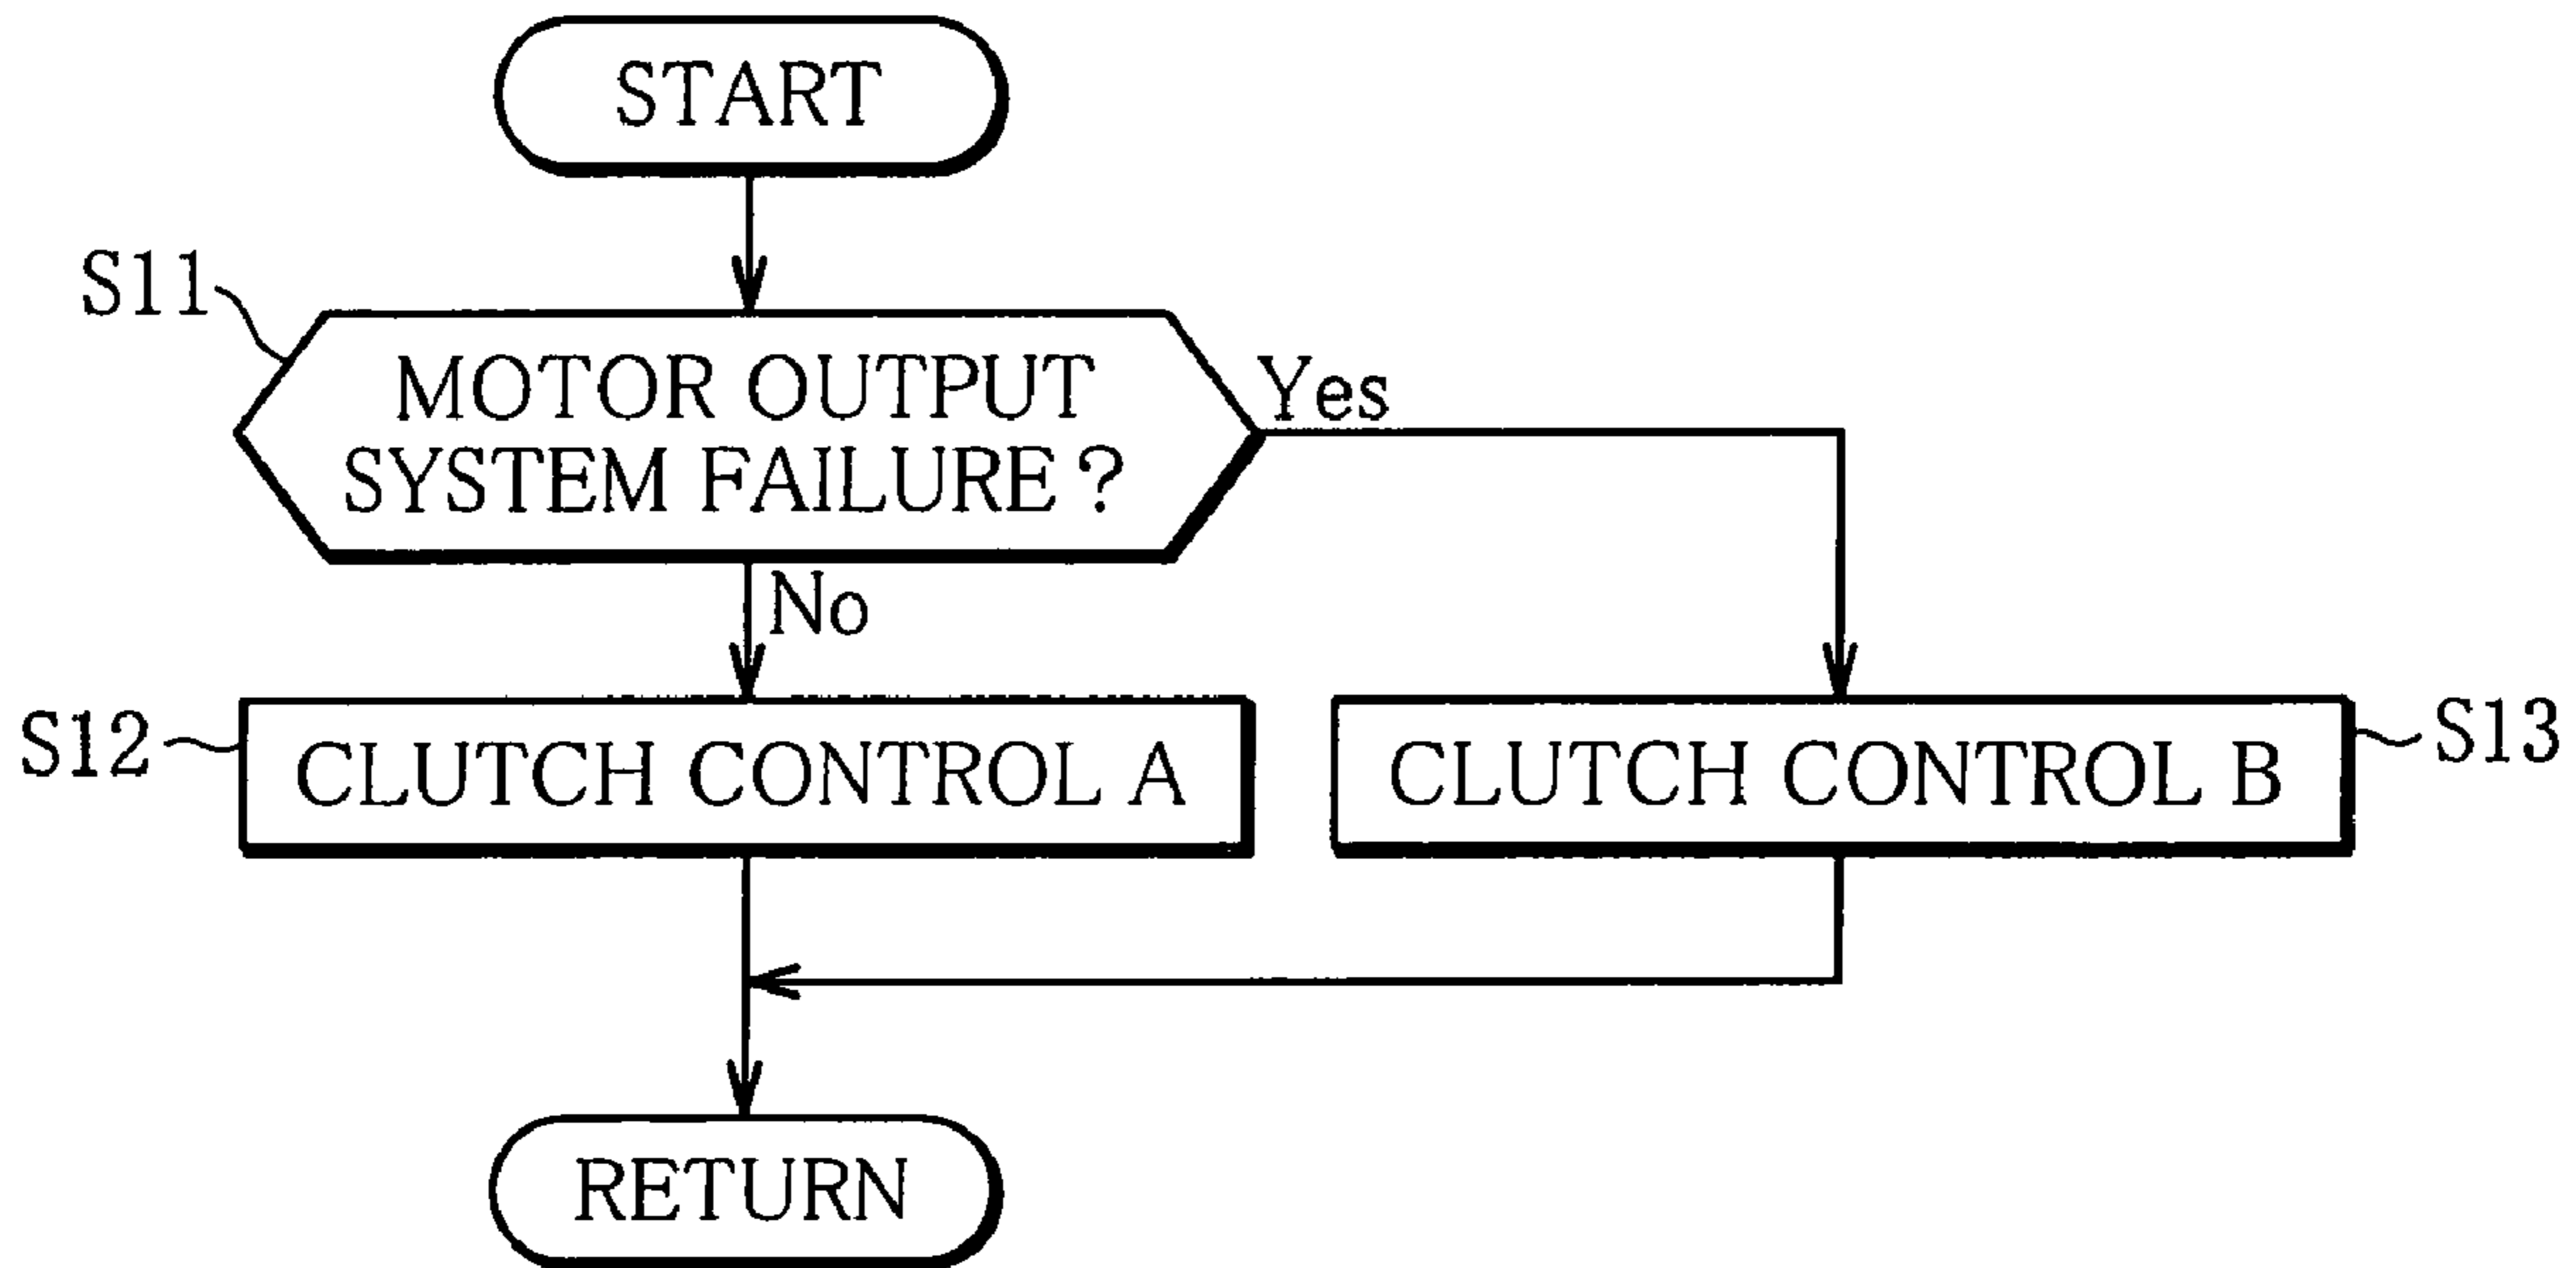 START
S11
MOTOR OUTPUT
SYSTEM FAILURE?
Yes
No
S12
CLUTCH CONTROL A
CLUTCH CONTROL B
S13
RETURN